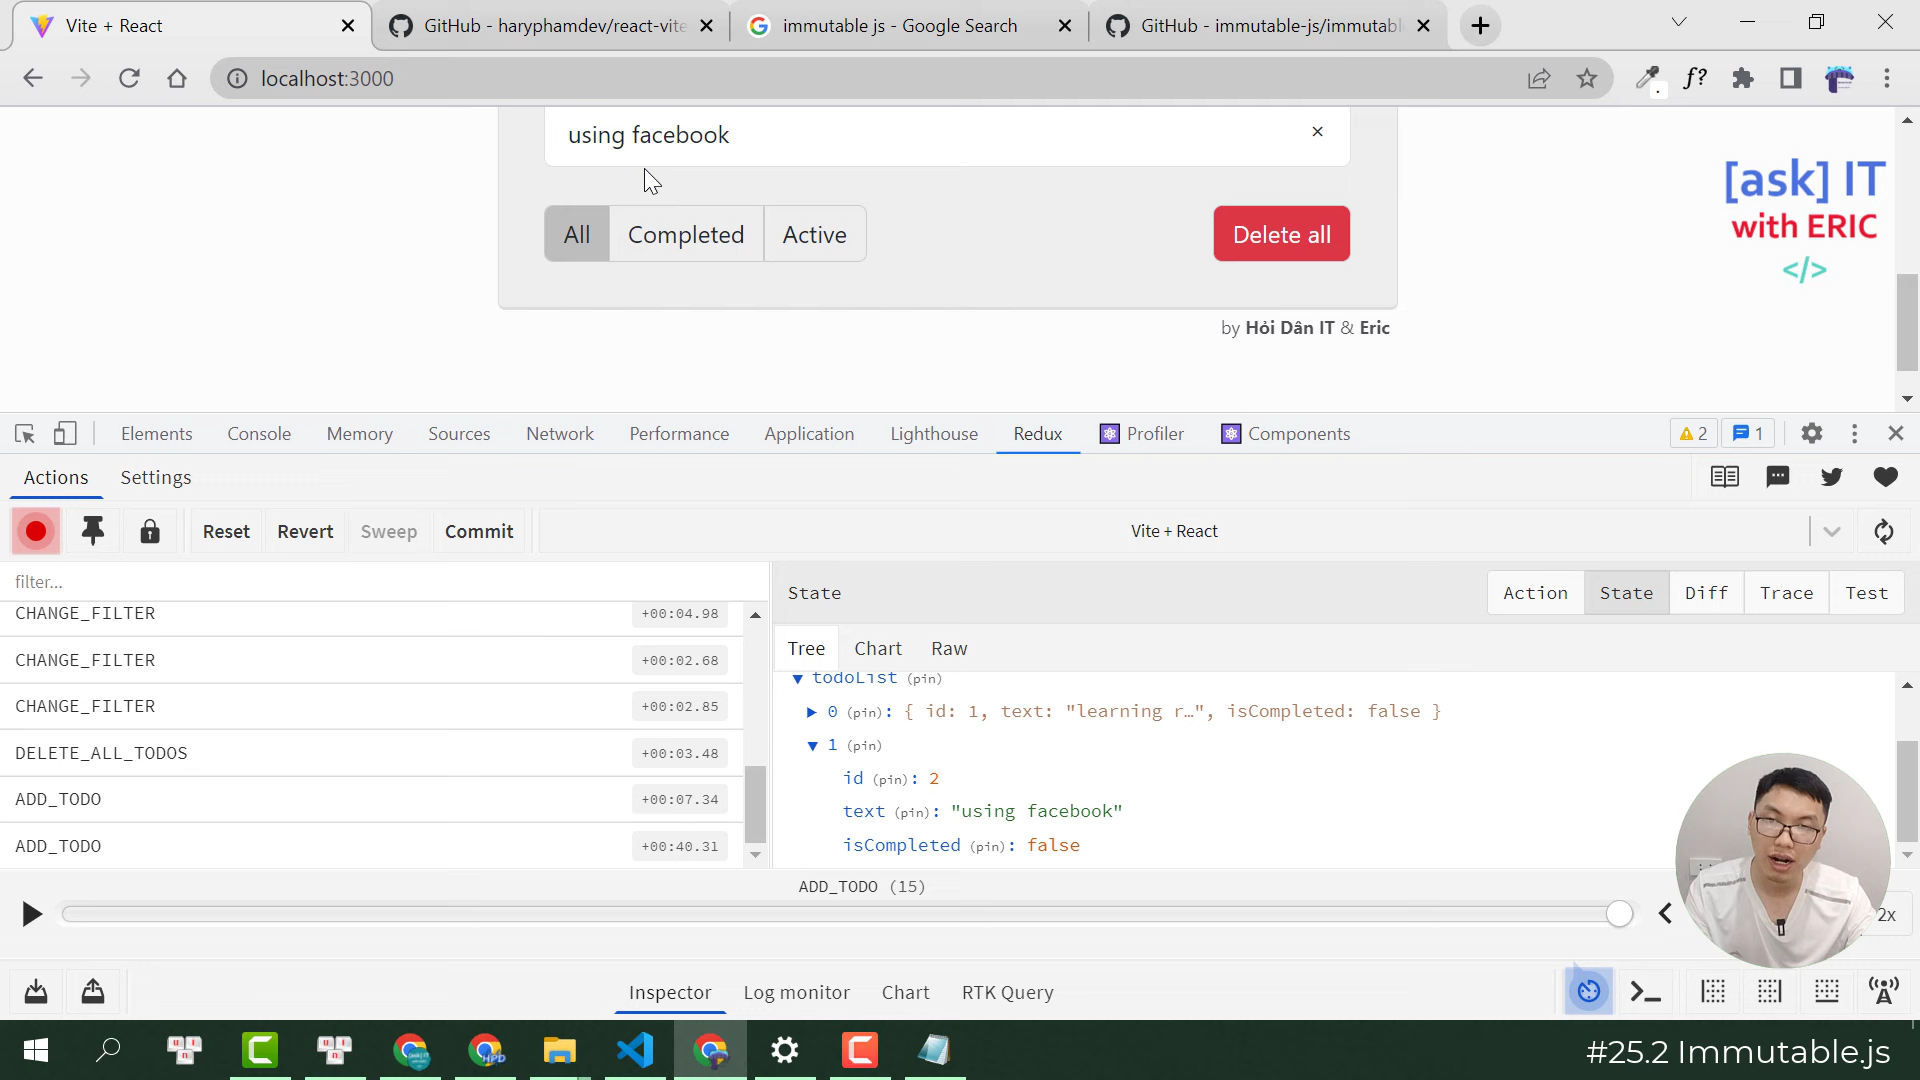 Vite + React
GitHub - haryphamdev/react-vite
immutable js - Google Search
GitHub - immutable-js/immutabl
localhost:3000
f?
using facebook
All
Completed
Active
Delete all
by Hỏi Dân IT & Eric
[ask] IT
with ERIC
</>
Elements
Console
Memory
Sources
Network
Performance
Application
Lighthouse
Redux
Profiler
Components
2
1
Actions
Settings
Reset
Revert
Sweep
Commit
Vite + React
filter...
State
Action
State
Diff
Trace
Test
CHANGE_FILTER +00:04.98
CHANGE_FILTER +00:02.68
CHANGE_FILTER +00:02.85
DELETE_ALL_TODOS +00:03.48
ADD_TODO +00:07.34
ADD_TODO +00:40.31
Tree
Chart
Raw
todoList (pin)
0 (pin): { id: 1, text: "learning r…", isCompleted: false }
1 (pin)
id (pin): 2
text (pin): "using facebook"
isCompleted (pin): false
ADD_TODO (15)
2x
Inspector
Log monitor
Chart
RTK Query
#25.2 Immutable.js